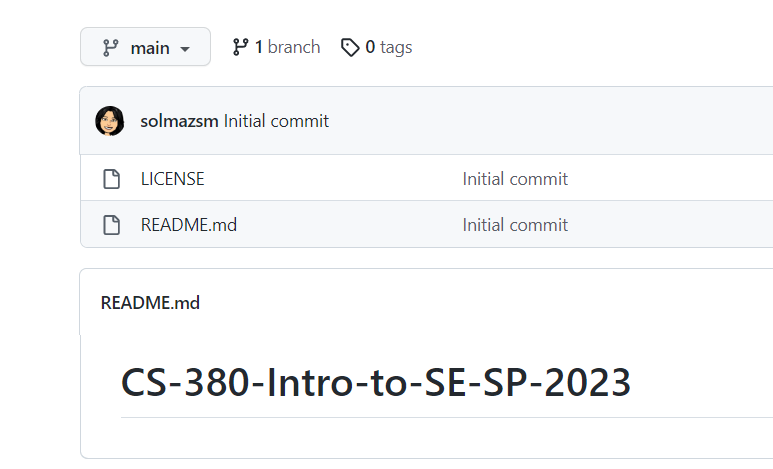 main 1 branch 0 tags
solmazsm Initial commit
LICENSE Initial commit
README.md Initial commit
README.md
CS-380-Intro-to-SE-SP-2023